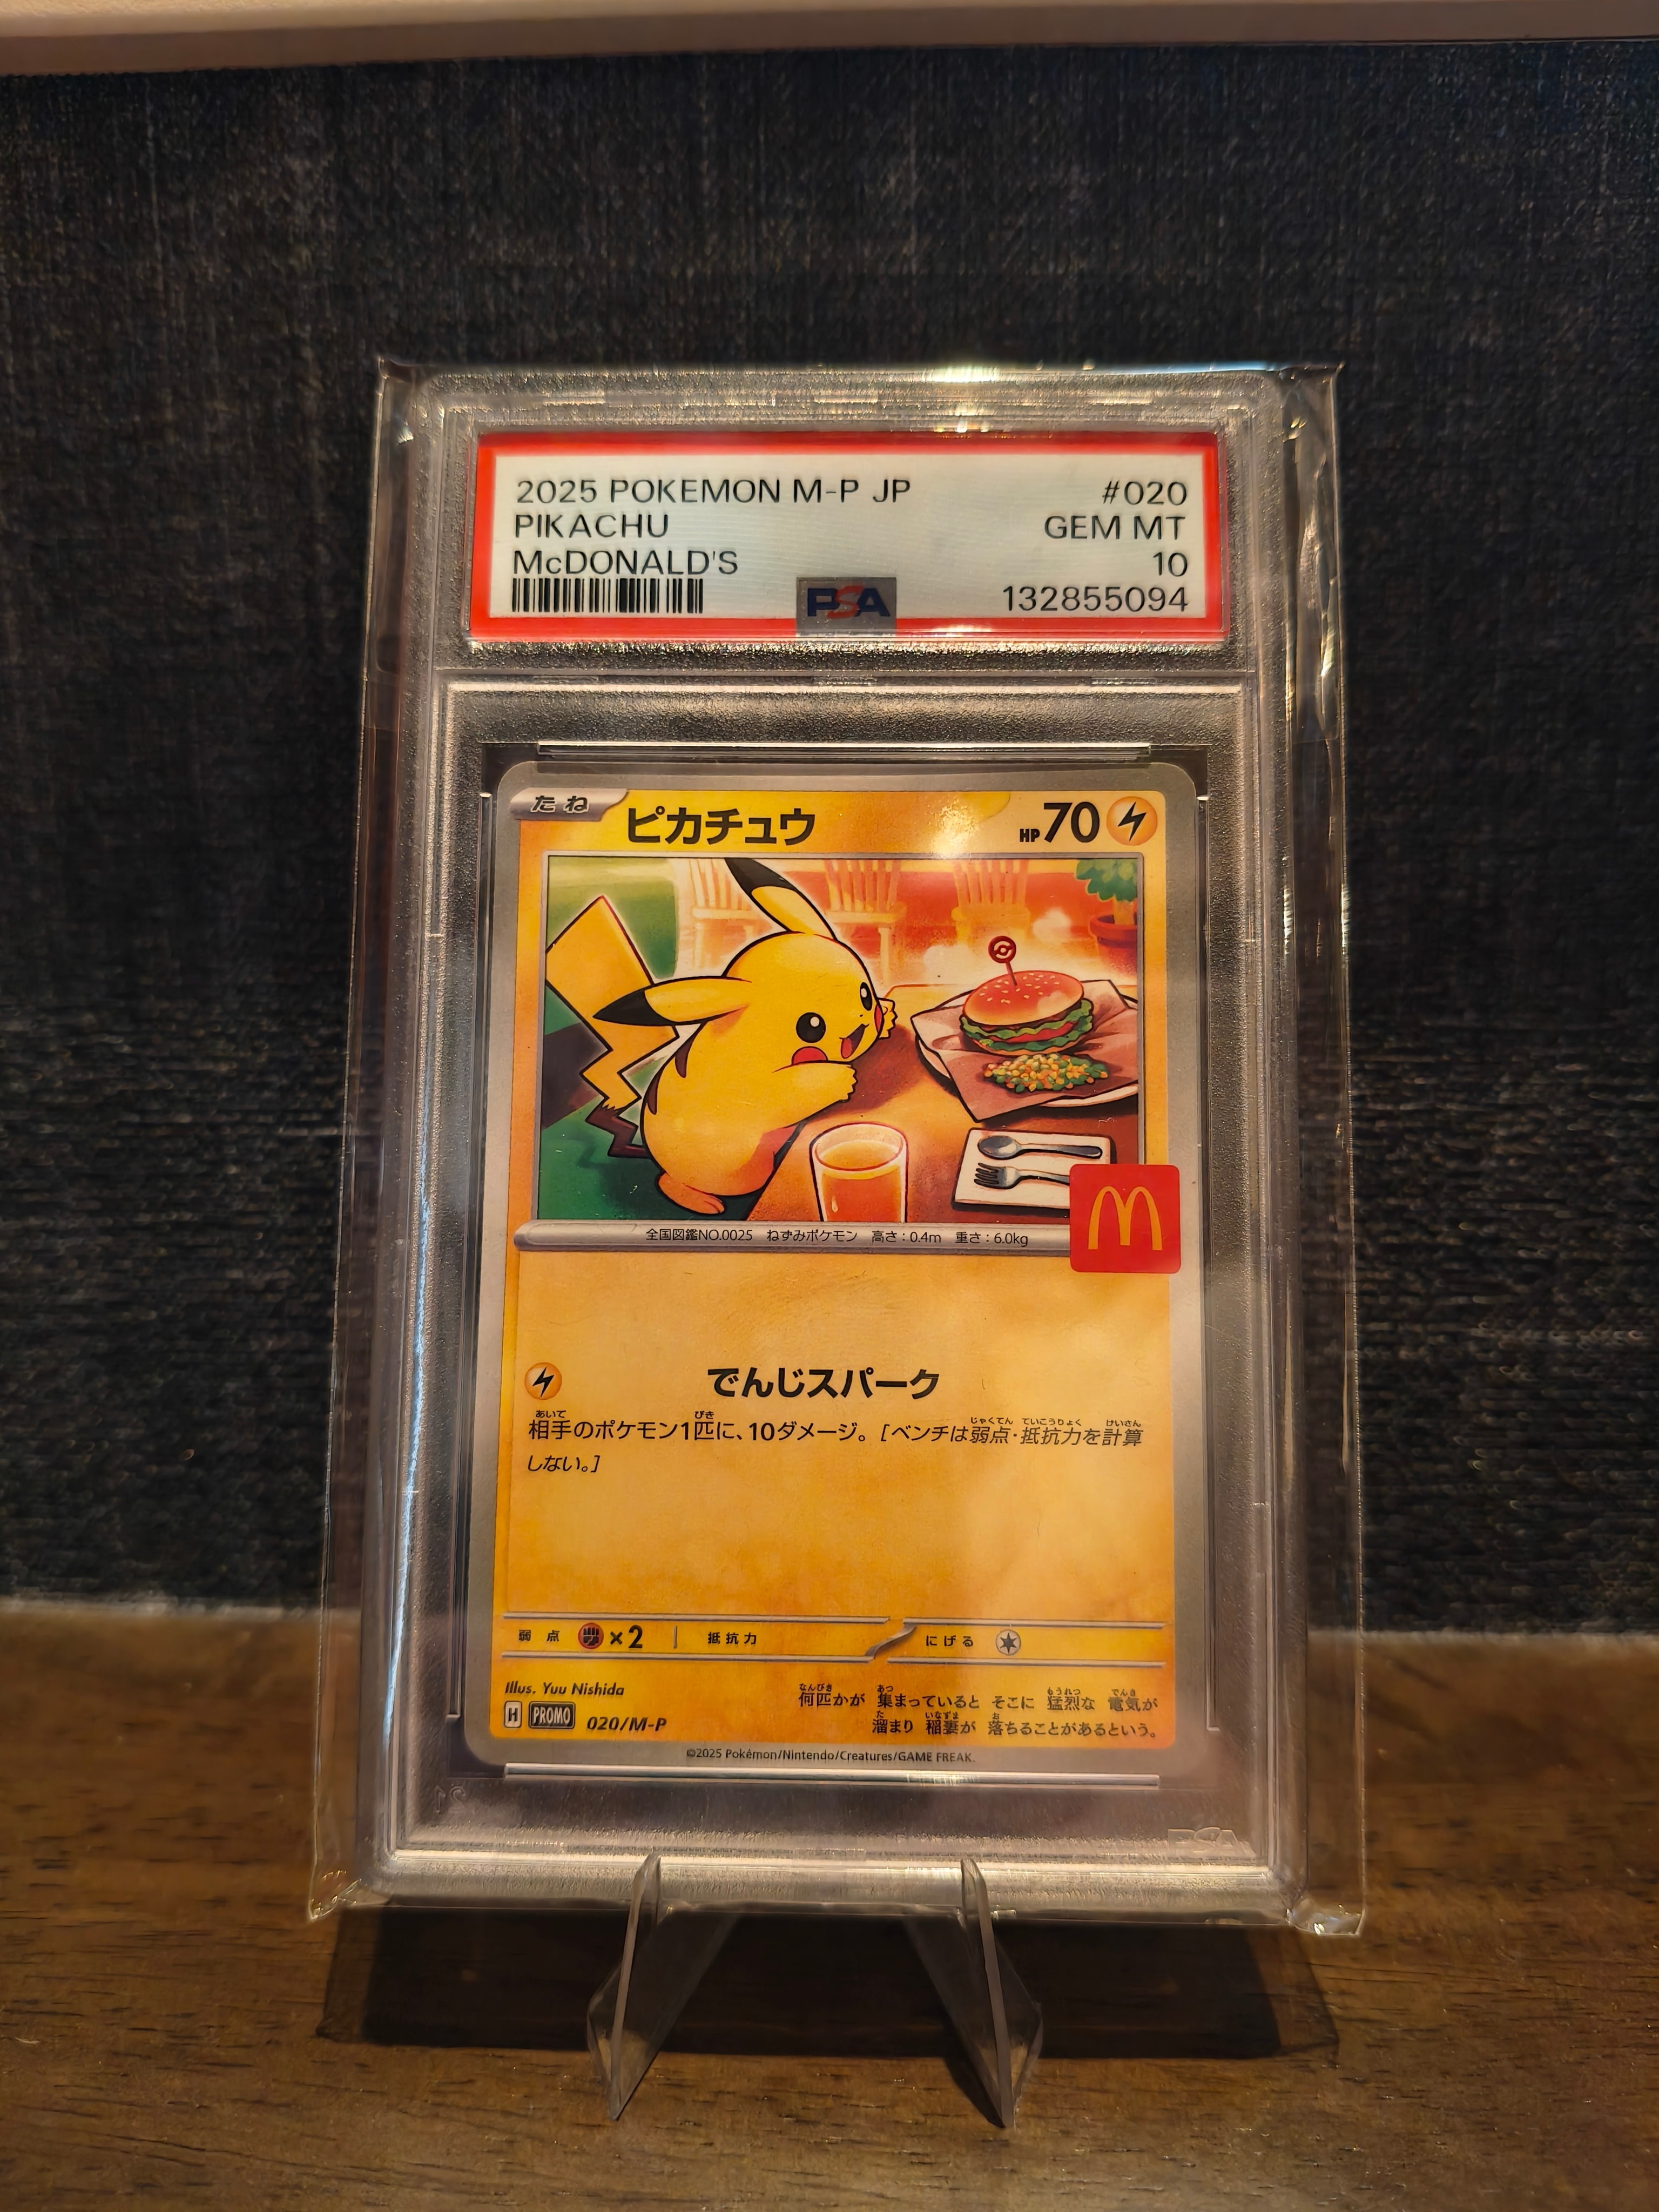 2025 POKEMON M-P JP #020
PIKACHU GEM MT
McDONALD'S 10
PSA 132855094
たね ピカチュウ HP70
M
全国図鑑NO.0025 ねずみポケモン 高さ:0.4m 重さ:6.0kg
でんじスパーク
相手のポケモン1匹に、10ダメージ。[ベンチは弱点・抵抗力を計算
しない。]
弱点 ×2 抵抗力 にげる
Illus. Yuu Nishida
H PROMO 020/M-P
何匹かが 集まっていると そこに 猛烈な 電気が
溜まり 稲妻が 落ちることがあるという。
©2025 Pokémon/Nintendo/Creatures/GAME FREAK.
PSA